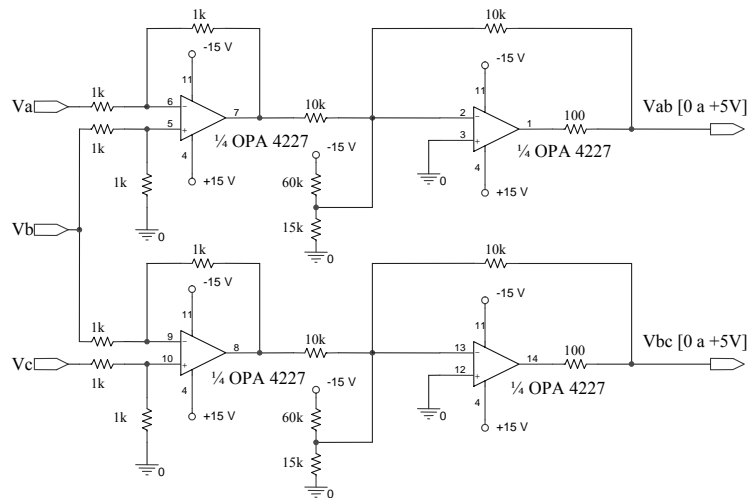 1k
10k
-15 V
-15 V
11
11
1k
Va
6
7
10k
2
1
100
Vab [0 a +5V]
1k
5
3
¼ OPA 4227
-15 V
¼ OPA 4227
4
0
4
1k
+15 V
60k
+15 V
15k
Vb
0
0
1k
10k
-15 V
-15 V
11
11
1k
9
8
10k
13
14
100
Vbc [0 a +5V]
Vc
10
12
1k
¼ OPA 4227
-15 V
¼ OPA 4227
4
0
4
1k
+15 V
60k
+15 V
15k
0
0